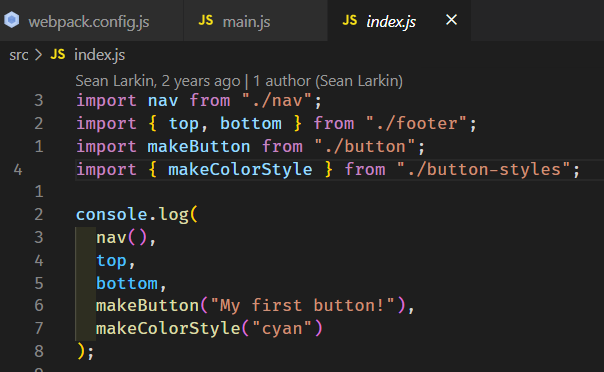 webpack.config.js JS main.js JS index.js ×
src > JS index.js
Sean Larkin, 2 years ago | 1 author (Sean Larkin)
3 import nav from "./nav";
2 import { top, bottom } from "./footer";
1 import makeButton from "./button";
4 import { makeColorStyle } from "./button-styles";
1
2 console.log(
3   nav(),
4   top,
5   bottom,
6   makeButton("My first button!"),
7   makeColorStyle("cyan")
8 );